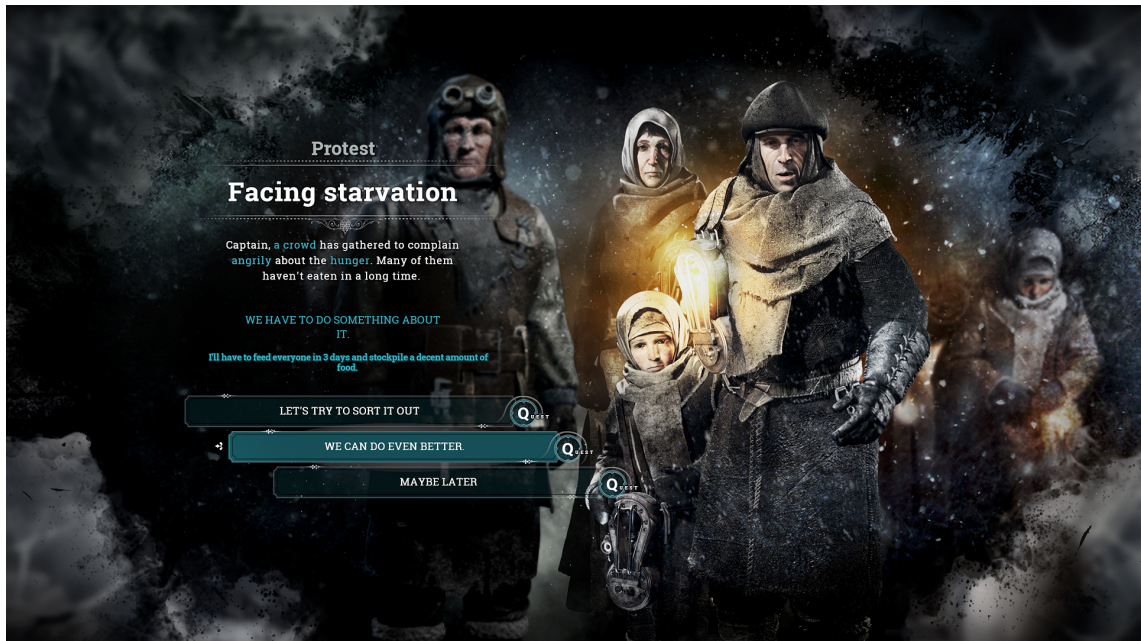 Protest
Facing starvation
Captain, a crowd has gathered to complain
angrily about the hunger. Many of them
haven't eaten in a long time.
WE HAVE TO DO SOMETHING ABOUT
IT.
I'll have to feed everyone in 3 days and stockpile a decent amount of
food.
LET'S TRY TO SORT IT OUT
QUEST
WE CAN DO EVEN BETTER.
QUEST
MAYBE LATER
QUEST